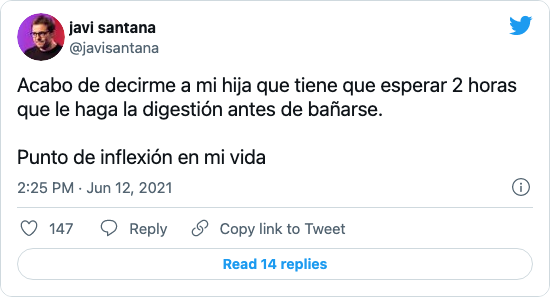 javi santana
@javisantana
Acabo de decirme a mi hija que tiene que esperar 2 horas
que le haga la digestión antes de bañarse.
Punto de inflexión en mi vida
2:25 PM · Jun 12, 2021
147 Reply Copy link to Tweet
Read 14 replies